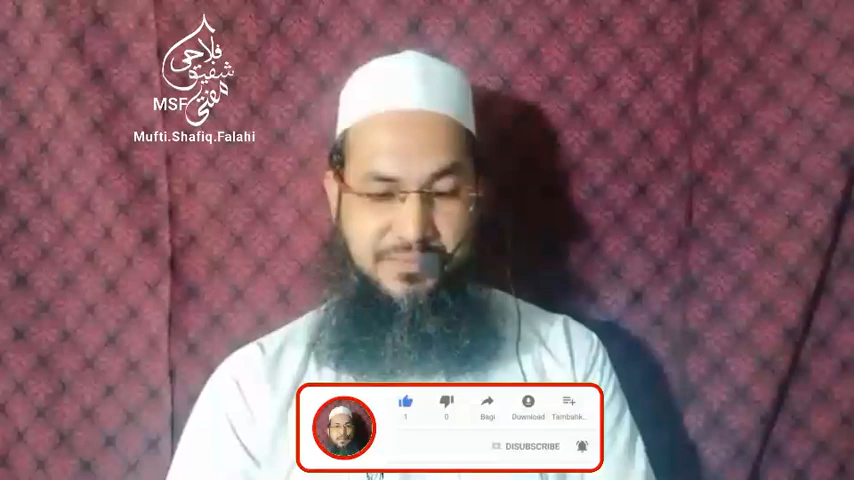 مفتی شفیق فلاحی
MSF
Mufti.Shafiq.Falahi
1
0
Bagi
Download
Tambahk...
DISUBSCRIBE